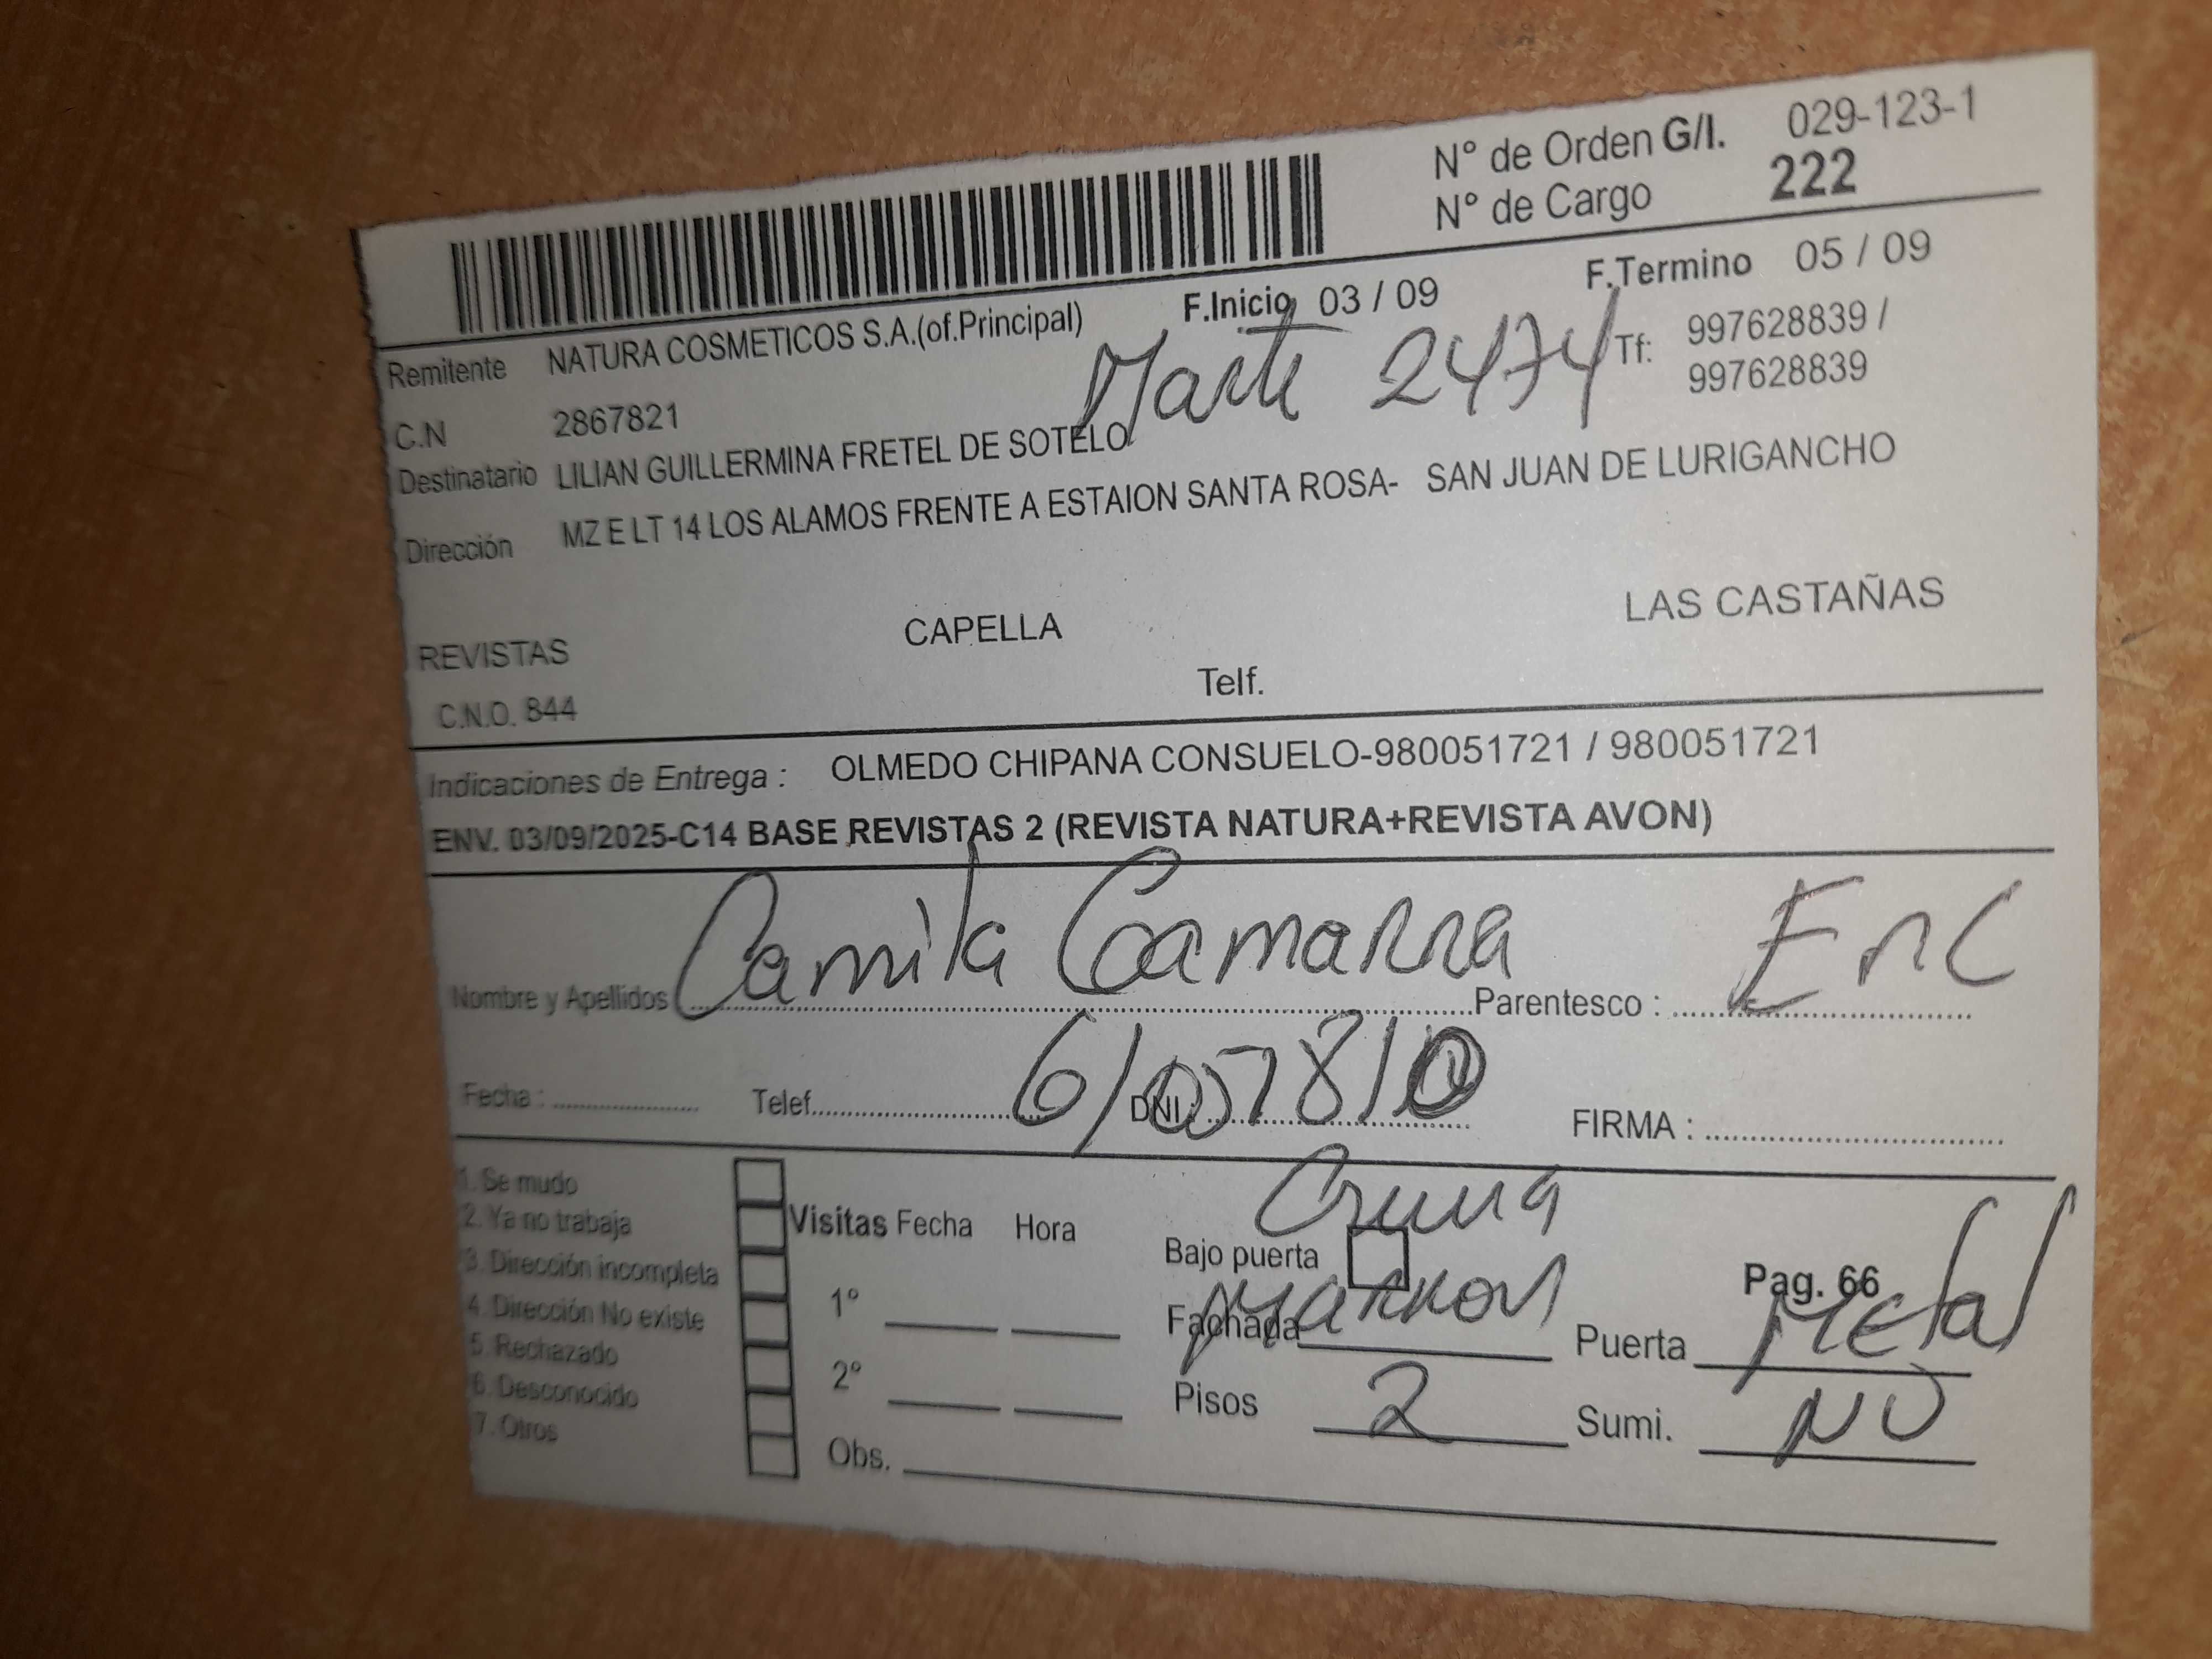 N° de Orden G/I. 029-123-1
N° de Cargo 222
F.Inicio 03 / 09 F.Termino 05 / 09
Remitente NATURA COSMETICOS S.A.(of.Principal)
Marte 2474 Tf: 997628839 /
997628839
C.N 2867821
Destinatario LILIAN GUILLERMINA FRETEL DE SOTELO
Dirección MZ E LT 14 LOS ALAMOS FRENTE A ESTAION SANTA ROSA- SAN JUAN DE LURIGANCHO
REVISTAS CAPELLA LAS CASTAÑAS
C.N.O. 844 Telf.
Indicaciones de Entrega : OLMEDO CHIPANA CONSUELO-980051721 / 980051721
ENV. 03/09/2025-C14 BASE REVISTAS 2 (REVISTA NATURA+REVISTA AVON)
Nombre y Apellidos Camila Gamarra Parentesco : Enc
Fecha : Telef. DNI : FIRMA :
1. Se mudo
2. Ya no trabaja
3. Dirección incompleta
4. Dirección No existe
5. Rechazado
6. Desconocido
7. Otros
Visitas Fecha Hora
1°
2°
Obs.
Crema
Bajo puerta Pag. 66
Fachada Marron Puerta Metal
Pisos 2 Sumi. NO